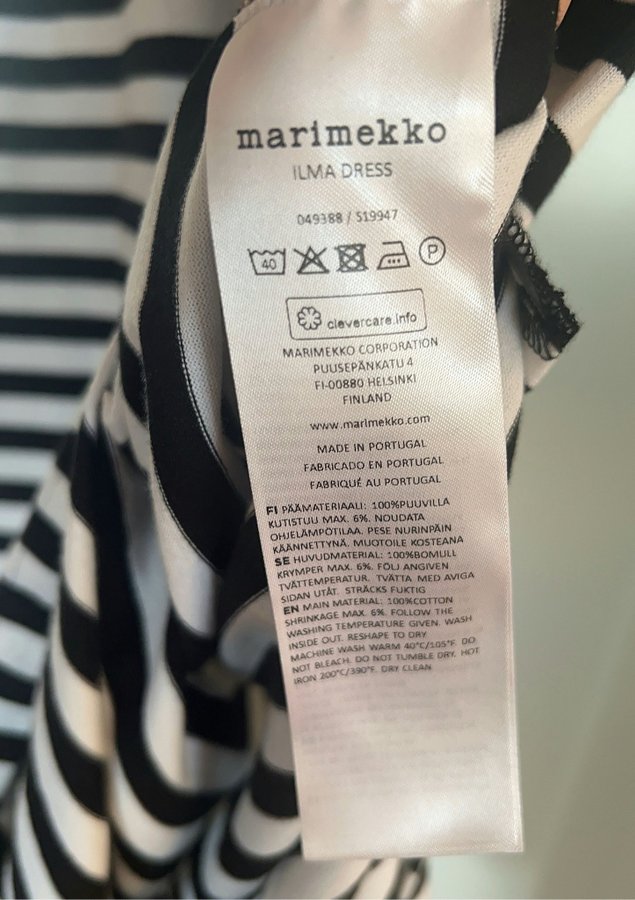 marimekko
ILMA DRESS
049388 / 519947
40 P
clevercare.info
MARIMEKKO CORPORATION
PUUSEPÄNKATU 4
FI-00880 HELSINKI
FINLAND
www.marimekko.com
MADE IN PORTUGAL
FABRICADO EN PORTUGAL
FABRIQUÉ AU PORTUGAL
FI PÄÄMATERIAALI: 100%PUUVILLA
KUTISTUU MAX. 6%. NOUDATA
OHJELÄMPÖTILAA. PESE NURINPÄIN
KÄÄNNETTYNÄ, MUOTOILE KOSTEANA
SE HUVUDMATERIAL: 100%BOMULL
KRYMPER MAX. 6%. FÖLJ ANGIVEN
TVÄTTEMPERATUR. TVÄTTA MED AVIGA
SIDAN UTÅT. STRÄCKS FUKTIG
EN MAIN MATERIAL: 100%COTTON
SHRINKAGE MAX. 6%. FOLLOW THE
WASHING TEMPERATURE GIVEN. WASH
INSIDE OUT. RESHAPE TO DRY
MACHINE WASH WARM 40°C/105°F. DO
NOT BLEACH. DO NOT TUMBLE DRY. HOT
IRON 200°C/390°F. DRY CLEAN